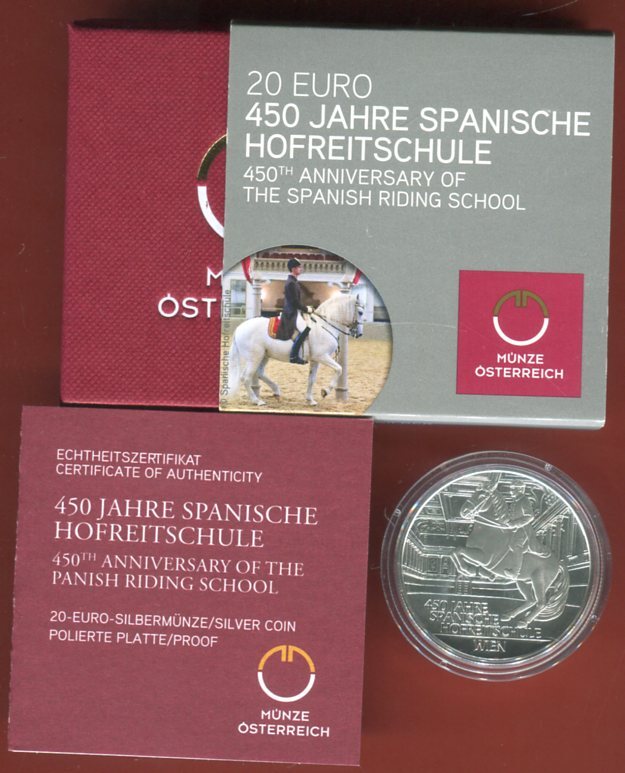 20 EURO
450 JAHRE SPANISCHE
HOFREITSCHULE
450TH ANNIVERSARY OF
THE SPANISH RIDING SCHOOL
© Spanische Hofreitschule
MÜNZE
ÖSTERREICH
M
ÖSTER
ECHTHEITSZERTIFIKAT
CERTIFICATE OF AUTHENTICITY
450 JAHRE SPANISCHE
HOFREITSCHULE
450TH ANNIVERSARY OF THE
PANISH RIDING SCHOOL
20-EURO-SILBERMÜNZE/SILVER COIN
POLIERTE PLATTE/PROOF
MÜNZE
ÖSTERREICH
450 JAHRE
SPANISCHE
HOFREITSCHULE
WIEN